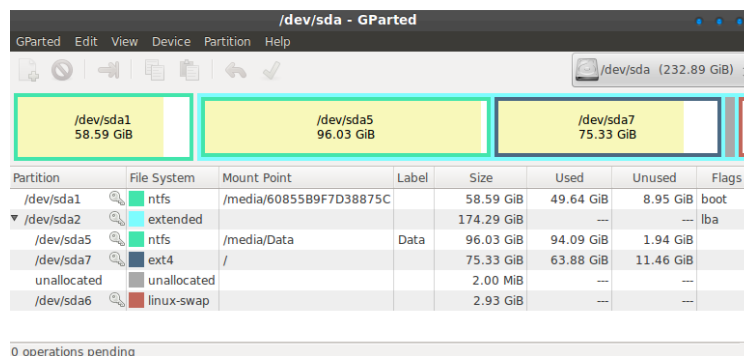 /dev/sda - GParted
GParted Edit View Device Partition Help
/dev/sda (232.89 GiB)
/dev/sda1
58.59 GiB
/dev/sda5
96.03 GiB
/dev/sda7
75.33 GiB
Partition File System Mount Point Label Size Used Unused Flags
/dev/sda1 ntfs /media/60855B9F7D38875C 58.59 GiB 49.64 GiB 8.95 GiB boot
/dev/sda2 extended 174.29 GiB --- --- lba
/dev/sda5 ntfs /media/Data Data 96.03 GiB 94.09 GiB 1.94 GiB
/dev/sda7 ext4 / 75.33 GiB 63.88 GiB 11.46 GiB
unallocated unallocated 2.00 MiB --- ---
/dev/sda6 linux-swap 2.93 GiB --- ---
0 operations pending